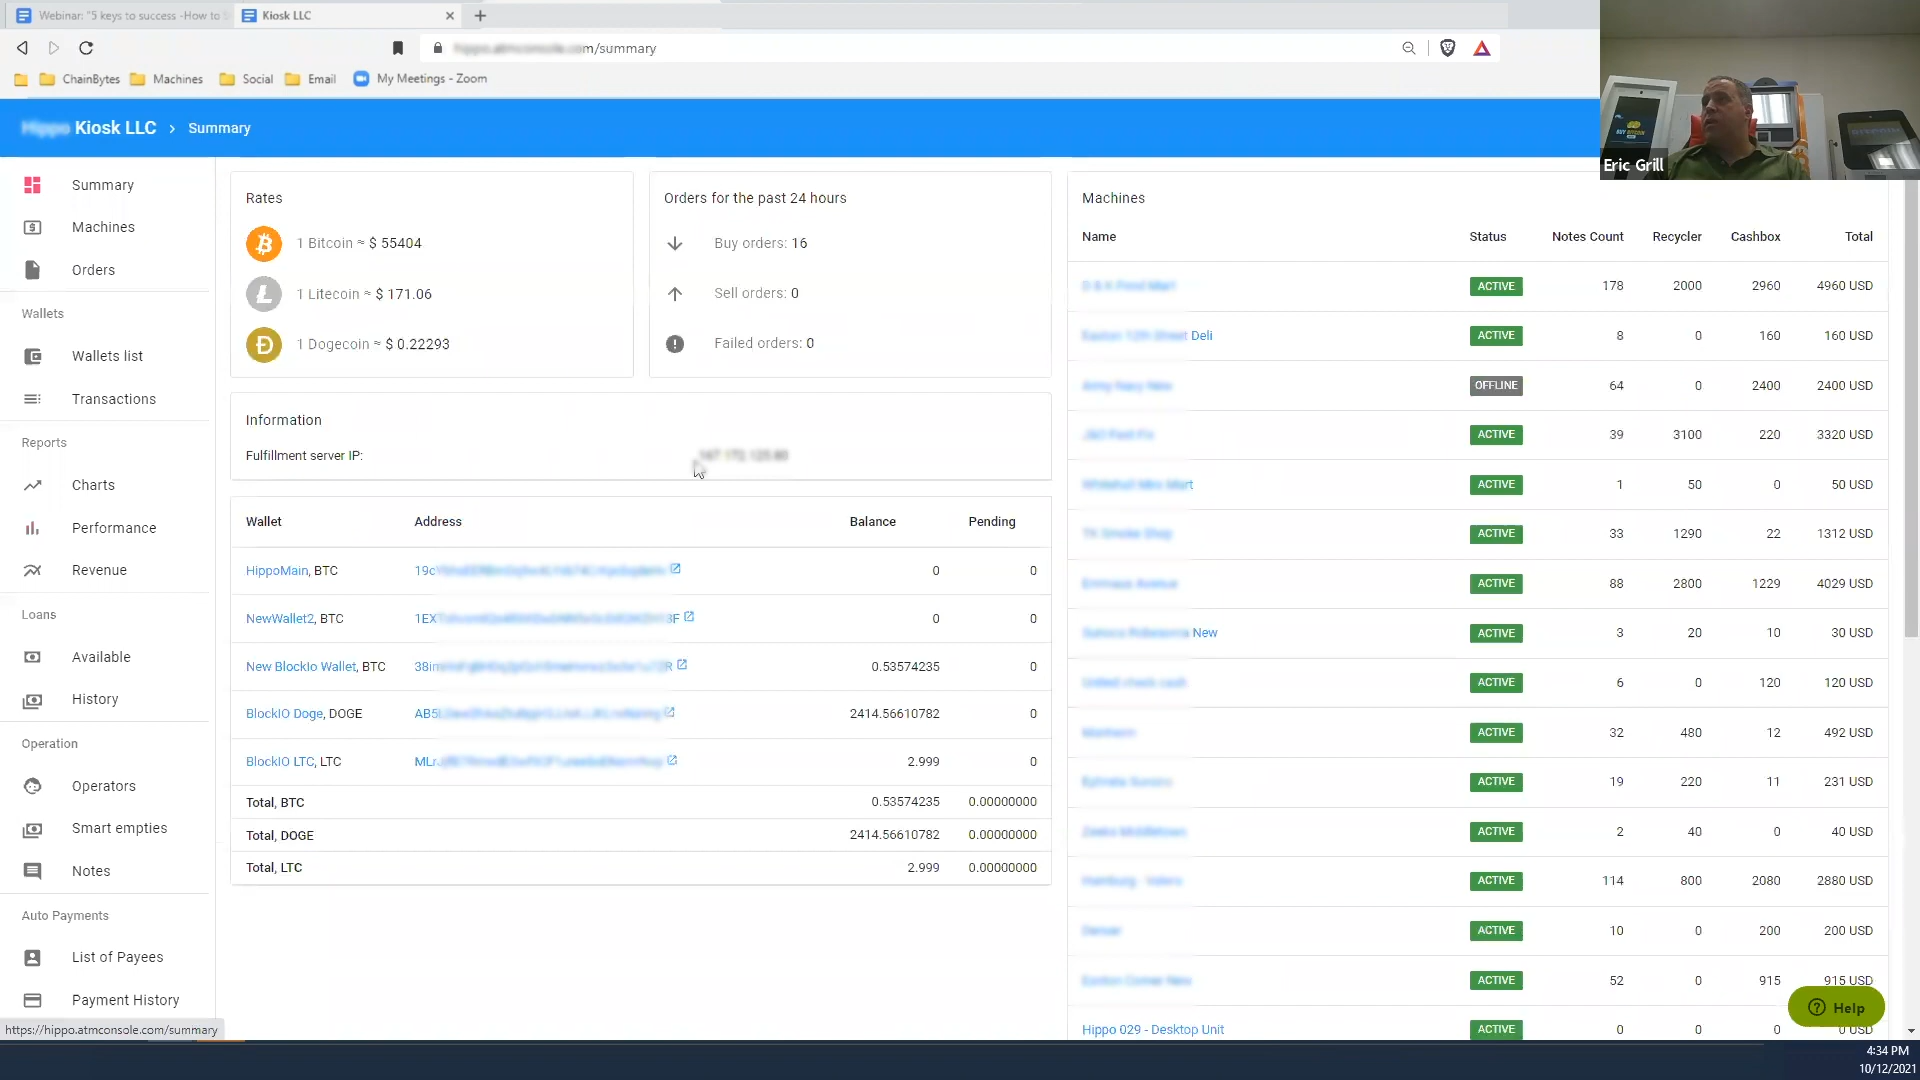 Webinar: "5 keys to success -How to
Kiosk LLC
m/summary
ChainBytes
Machines
Social
Email
My Meetings - Zoom
Eric Grill
Kiosk LLC › Summary
Summary
Machines
Orders
Wallets
Wallets list
Transactions
Reports
Charts
Performance
Revenue
Loans
Available
History
Operation
Operators
Smart empties
Notes
Auto Payments
List of Payees
Payment History
https://hippo.atmconsole.com/summary
Rates
1 Bitcoin ≈ $ 55404
1 Litecoin ≈ $ 171.06
1 Dogecoin ≈ $ 0.22293
Orders for the past 24 hours
Buy orders: 16
Sell orders: 0
Failed orders: 0
Information
Fulfillment server IP:
Wallet Address Balance Pending
HippoMain, BTC 19c 0 0
NewWallet2, BTC 1EX 0 0
New BlockIo Wallet, BTC 38i 0.53574235 0
BlockIO Doge, DOGE AB5 2414.56610782 0
BlockIO LTC, LTC MLr 2.999 0
Total, BTC 0.53574235 0.00000000
Total, DOGE 2414.56610782 0.00000000
Total, LTC 2.999 0.00000000
Machines
Name Status Notes Count Recycler Cashbox Total
ACTIVE 178 2000 2960 4960 USD
Deli ACTIVE 8 0 160 160 USD
OFFLINE 64 0 2400 2400 USD
ACTIVE 39 3100 220 3320 USD
ACTIVE 1 50 0 50 USD
ACTIVE 33 1290 22 1312 USD
ACTIVE 88 2800 1229 4029 USD
New ACTIVE 3 20 10 30 USD
ACTIVE 6 0 120 120 USD
ACTIVE 32 480 12 492 USD
ACTIVE 19 220 11 231 USD
ACTIVE 2 40 0 40 USD
ACTIVE 114 800 2080 2880 USD
ACTIVE 10 0 200 200 USD
ACTIVE 52 0 915 915 USD
Hippo 029 - Desktop Unit ACTIVE 0 0 0 0 USD
Help
4:34 PM
10/12/2021